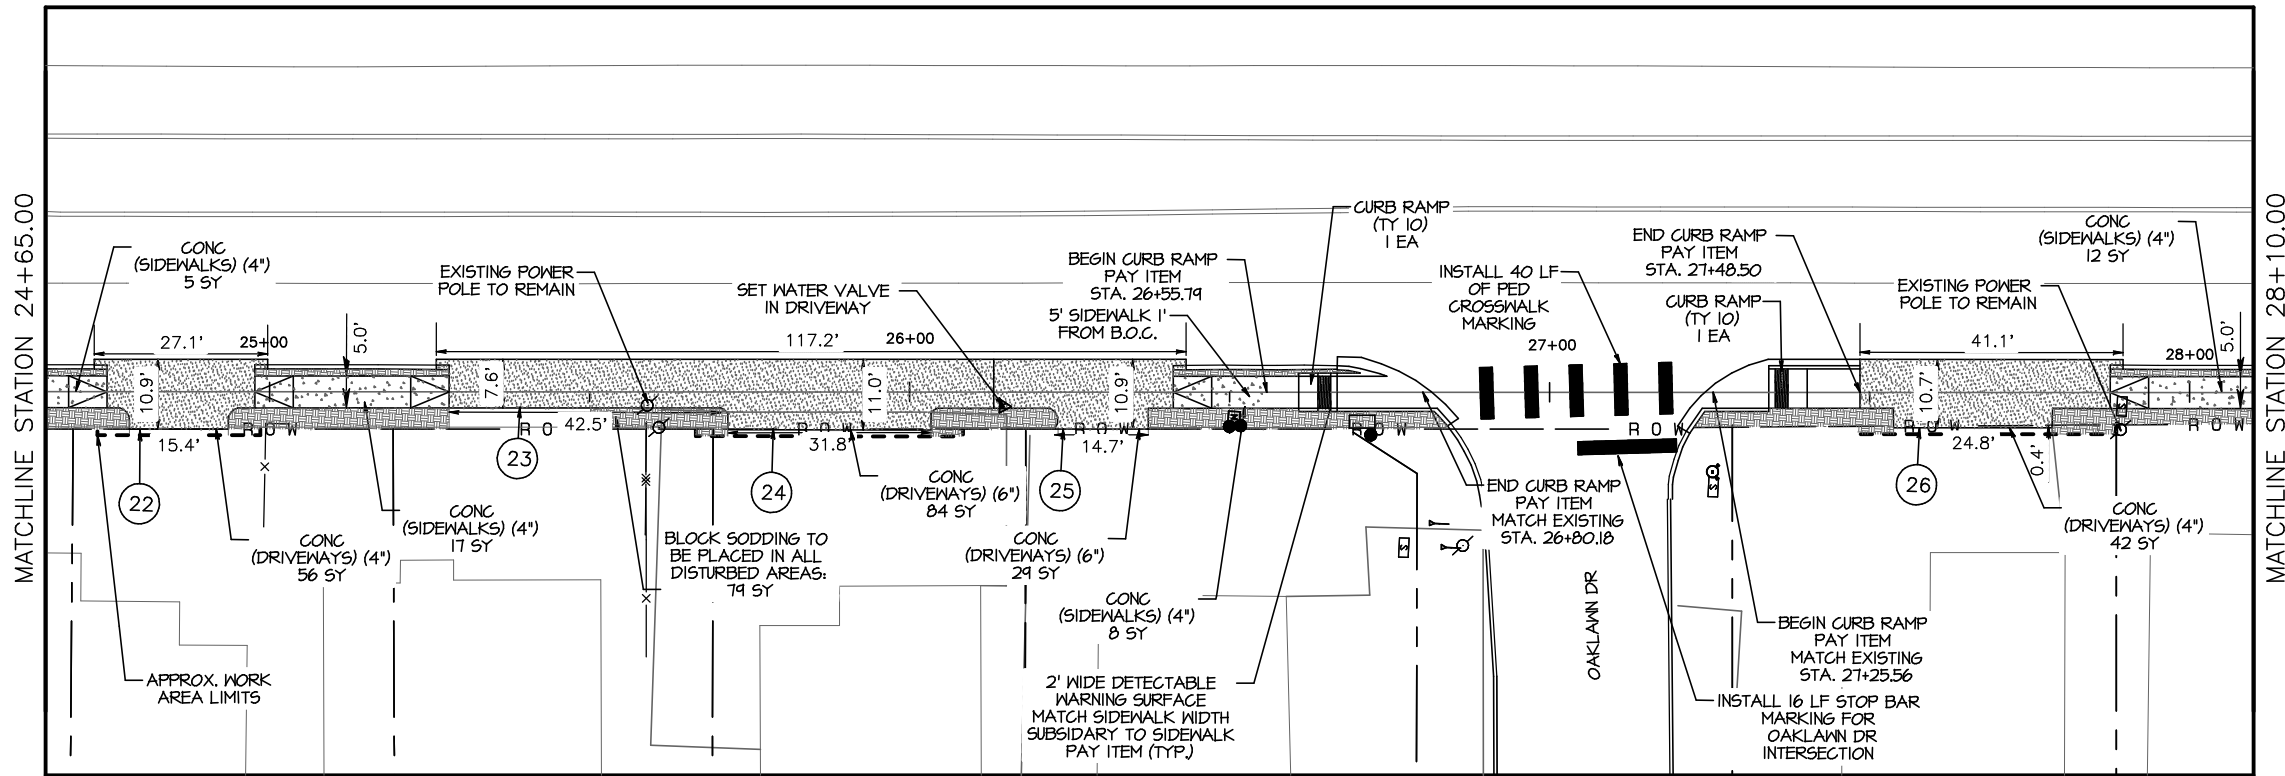 MATCHLINE STATION 24+65.00
CONC
(SIDEWALKS) (4")
5 SY
EXISTING POWER
POLE TO REMAIN
SET WATER VALVE
IN DRIVEWAY
BEGIN CURB RAMP
PAY ITEM
STA. 26+55.79
5' SIDEWALK 1'
FROM B.O.C.
CURB RAMP
(TY 10)
1 EA
INSTALL 40 LF
OF PED
CROSSWALK
MARKING
END CURB RAMP
PAY ITEM
STA. 27+48.50
CURB RAMP
(TY 10)
1 EA
EXISTING POWER
POLE TO REMAIN
CONC
(SIDEWALKS) (4")
12 SY
MATCHLINE STATION 28+10.00
27.1'
25+00
5.0'
117.2'
26+00
27+00
41.1'
28+00
5.0'
10.9'
7.6'
11.0'
10.9'
10.7'
ROW
RO
ROW
ROW
ROW
ROW
ROW
ROW
15.4'
42.5'
31.8'
14.7'
24.8'
0.4'
S
S
S
22
23
24
25
26
CONC
(DRIVEWAYS) (4")
56 SY
CONC
(SIDEWALKS) (4")
17 SY
BLOCK SODDING TO
BE PLACED IN ALL
DISTURBED AREAS:
79 SY
CONC
(DRIVEWAYS) (6")
84 SY
CONC
(DRIVEWAYS) (6")
29 SY
CONC
(SIDEWALKS) (4")
8 SY
END CURB RAMP
PAY ITEM
MATCH EXISTING
STA. 26+80.18
CONC
(DRIVEWAYS) (4")
42 SY
APPROX. WORK
AREA LIMITS
2' WIDE DETECTABLE
WARNING SURFACE
MATCH SIDEWALK WIDTH
SUBSIDARY TO SIDEWALK
PAY ITEM (TYP.)
OAKLAWN DR
BEGIN CURB RAMP
PAY ITEM
MATCH EXISTING
STA. 27+25.56
INSTALL 16 LF STOP BAR
MARKING FOR
OAKLAWN DR
INTERSECTION